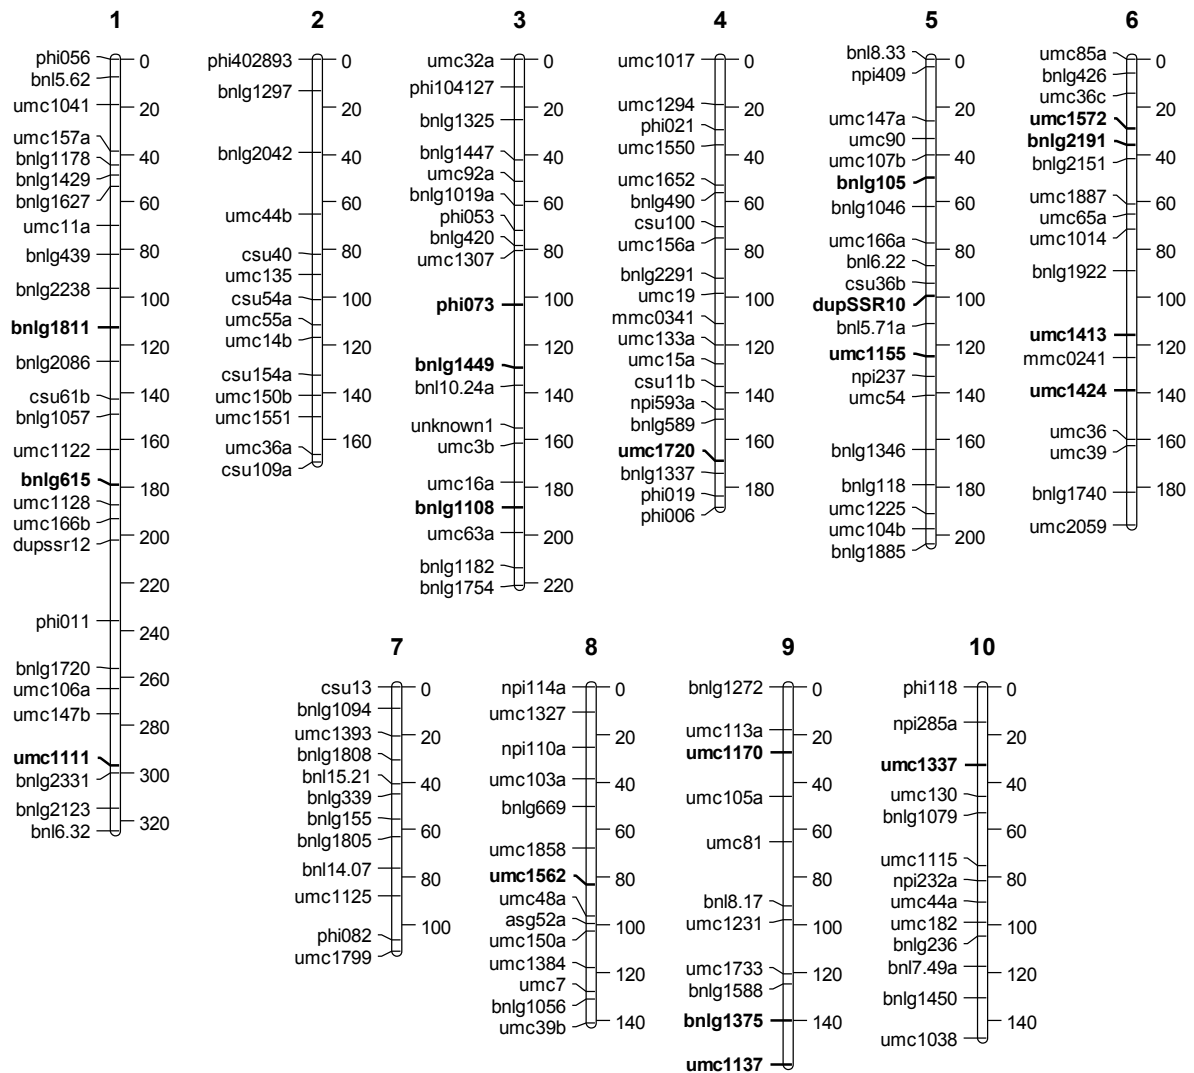 1
phi056
bnl5.62
umc1041
umc157a
bnlg1178
bnlg1429
bnlg1627
umc11a
bnlg439
bnlg2238
bnlg1811
bnlg2086
csu61b
bnlg1057
umc1122
bnlg615
umc1128
umc166b
dupssr12
phi011
bnlg1720
umc106a
umc147b
umc1111
bnlg2331
bnlg2123
bnl6.32
0
20
40
60
80
100
120
140
160
180
200
220
240
260
280
300
320
2
phi402893
bnlg1297
bnlg2042
umc44b
csu40
umc135
csu54a
umc55a
umc14b
csu154a
umc150b
umc1551
umc36a
csu109a
0
20
40
60
80
100
120
140
160
3
umc32a
phi104127
bnlg1325
bnlg1447
umc92a
bnlg1019a
phi053
bnlg420
umc1307
phi073
bnlg1449
bnl10.24a
unknown1
umc3b
umc16a
bnlg1108
umc63a
bnlg1182
bnlg1754
0
20
40
60
80
100
120
140
160
180
200
220
4
umc1017
umc1294
phi021
umc1550
umc1652
bnlg490
csu100
umc156a
bnlg2291
umc19
mmc0341
umc133a
umc15a
csu11b
npi593a
bnlg589
umc1720
bnlg1337
phi019
phi006
0
20
40
60
80
100
120
140
160
180
5
bnl8.33
npi409
umc147a
umc90
umc107b
bnlg105
bnlg1046
umc166a
bnl6.22
csu36b
dupSSR10
bnl5.71a
umc1155
npi237
umc54
bnlg1346
bnlg118
umc1225
umc104b
bnlg1885
0
20
40
60
80
100
120
140
160
180
200
6
umc85a
bnlg426
umc36c
umc1572
bnlg2191
bnlg2151
umc1887
umc65a
umc1014
bnlg1922
umc1413
mmc0241
umc1424
umc36
umc39
bnlg1740
umc2059
0
20
40
60
80
100
120
140
160
180
7
csu13
bnlg1094
umc1393
bnlg1808
bnl15.21
bnlg339
bnlg155
bnlg1805
bnl14.07
umc1125
phi082
umc1799
0
20
40
60
80
100
8
npi114a
umc1327
npi110a
umc103a
bnlg669
umc1858
umc1562
umc48a
asg52a
umc150a
umc1384
umc7
bnlg1056
umc39b
0
20
40
60
80
100
120
140
9
bnlg1272
umc113a
umc1170
umc105a
umc81
bnl8.17
umc1231
umc1733
bnlg1588
bnlg1375
umc1137
0
20
40
60
80
100
120
140
10
phi118
npi285a
umc1337
umc130
bnlg1079
umc1115
npi232a
umc44a
umc182
bnlg236
bnl7.49a
bnlg1450
umc1038
0
20
40
60
80
100
120
140